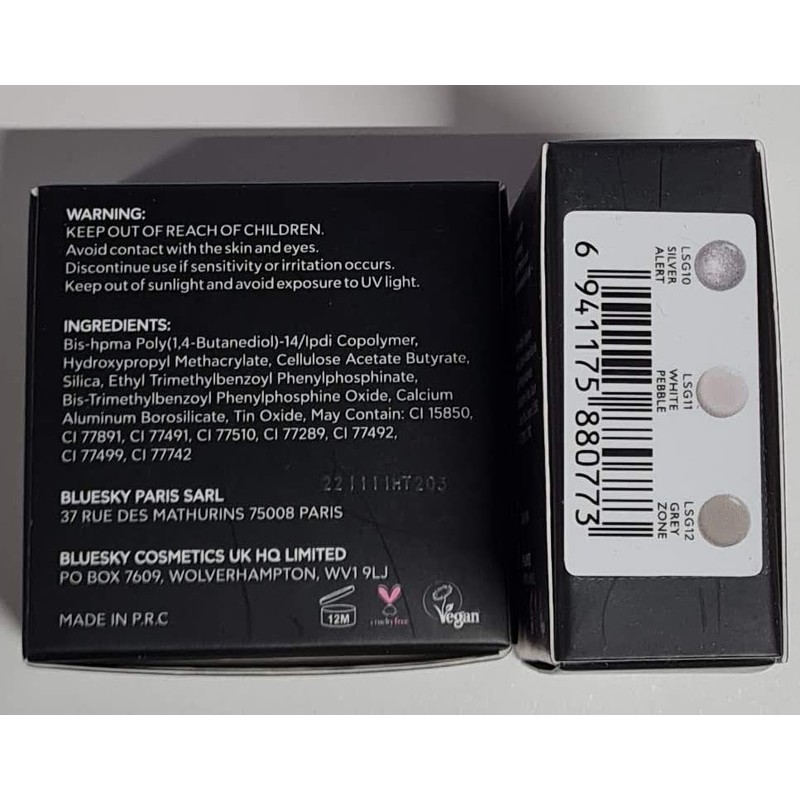 WARNING:
KEEP OUT OF REACH OF CHILDREN.
Avoid contact with the skin and eyes.
Discontinue use if sensitivity or irritation occurs.
Keep out of sunlight and avoid exposure to UV light.
INGREDIENTS:
Bis-hpma Poly(1,4-Butanediol)-14/Ipdi Copolymer,
Hydroxypropyl Methacrylate, Cellulose Acetate Butyrate,
Silica, Ethyl Trimethylbenzoyl Phenylphosphinate,
Bis-Trimethylbenzoyl Phenylphosphine Oxide, Calcium
Aluminum Borosilicate, Tin Oxide, May Contain: CI 15850,
CI 77891, CI 77491, CI 77510, CI 77289, CI 77492,
CI 77499, CI 77742
221111HT203
BLUESKY PARIS SARL
37 RUE DES MATHURINS 75008 PARIS
BLUESKY COSMETICS UK HQ LIMITED
PO BOX 7609, WOLVERHAMPTON, WV1 9LJ
MADE IN P.R.C
12M
cruelty free
Vegan
LSG10
SILVER
ALERT
LSG11
WHITE
PEBBLE
LSG12
GREY
ZONE
6 941175 880773